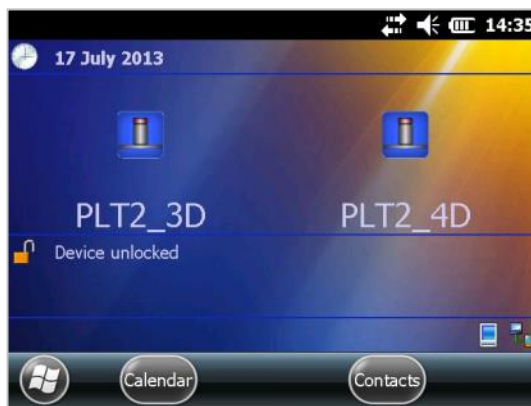 14:35
17 July 2013
PLT2_3D PLT2_4D
Device unlocked
Calendar Contacts